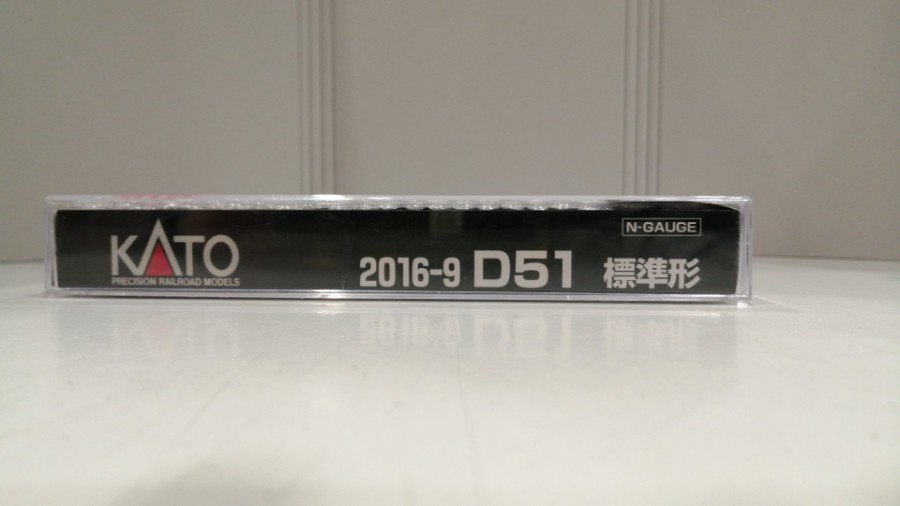 N-GAUGE
KATO
PRECISION RAILROAD MODELS
2016-9 D51 標準形